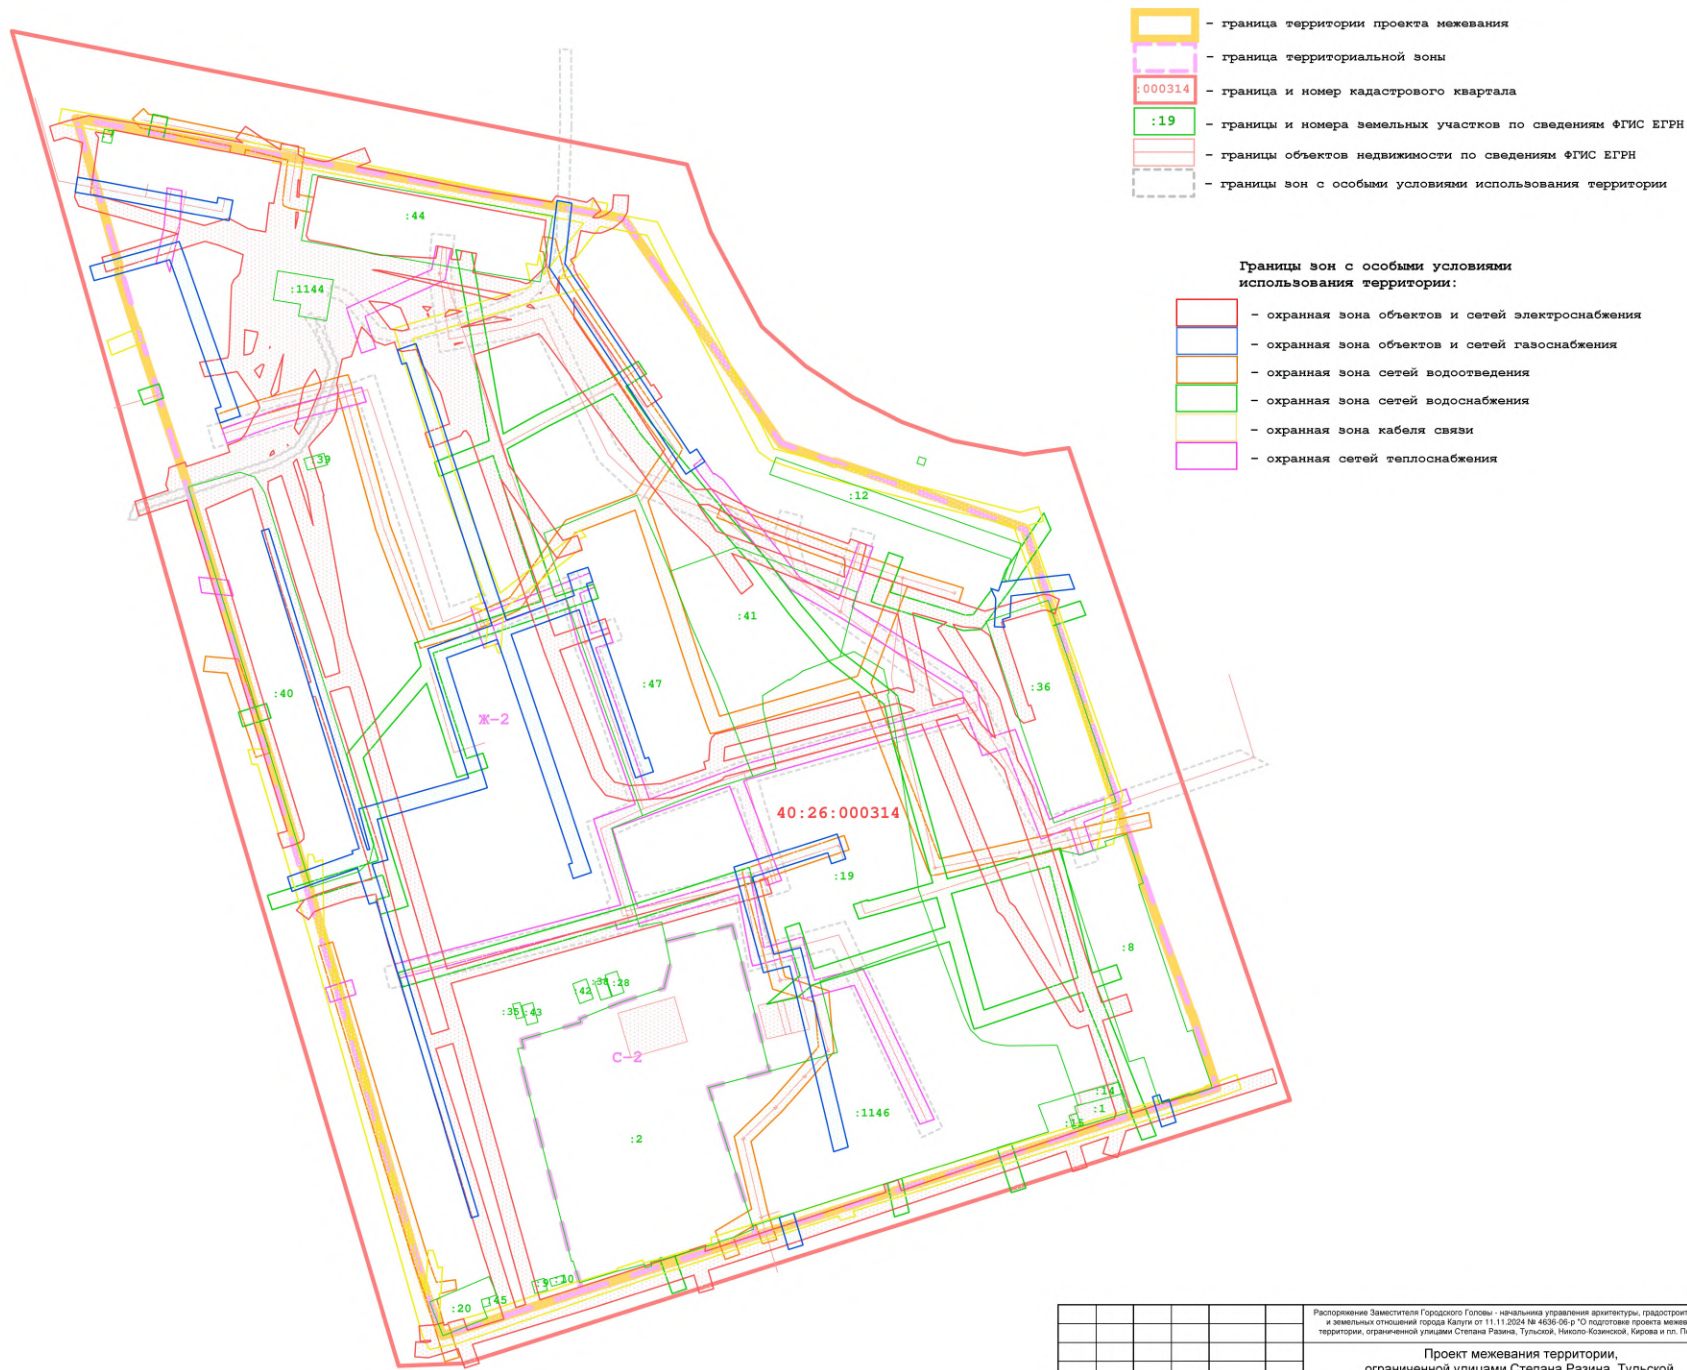 – граница территории проекта межевания
– граница территориальной зоны
:000314
– граница и номер кадастрового квартала
:19
– границы и номера земельных участков по сведениям ФГИС ЕГРН
– границы объектов недвижимости по сведениям ФГИС ЕГРН
– границы зон с особыми условиями использования территории
Границы зон с особыми условиями
использования территории:
– охранная зона объектов и сетей электроснабжения
– охранная зона объектов и сетей газоснабжения
– охранная зона сетей водоотведения
– охранная зона сетей водоснабжения
– охранная зона кабеля связи
– охранная сетей теплоснабжения
:44
:1144
:39
:12
:41
:40
:47
:36
Ж-2
40:26:000314
:19
:8
:42
:38
:28
:35
:43
С-2
:14
:1
:15
:1146
:2
:9
:20
:45
Распоряжение Заместителя Городского Головы - начальника управления архитектуры,
и земельных отношений города Калуги от 11.11.2024 № 4636-06-р "О подготовке проекта
территории, ограниченной улицами Степана Разина, Тульской, Николо-Козинской, Кирова и пл.
Проект межевания территории,
ограниченной улицами Степана Разина, Тульской